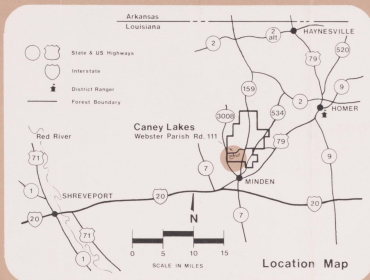 Arkansas
Louisiana
HAYNESVILLE
2
2 alt
79
520
State & US Highways
Interstate
District Ranger
Forest Boundary
159
9
2
HOMER
3008
534
Caney Lakes
Webster Parish Rd. 111
79
9
Red River
71
7
1
SHREVEPORT
20
MINDEN
20
20
71
7
1
N
0 5 10 15
SCALE IN MILES
Location Map